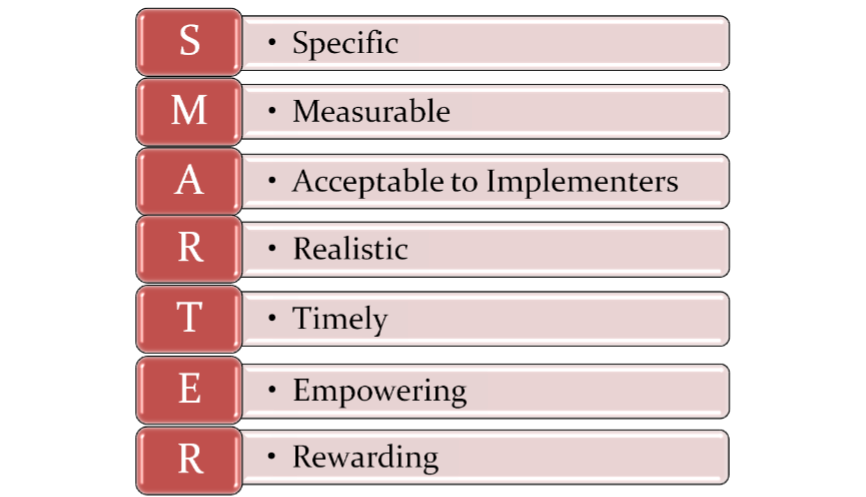 S • Specific
M • Measurable
A • Acceptable to Implementers
R • Realistic
T • Timely
E • Empowering
R • Rewarding